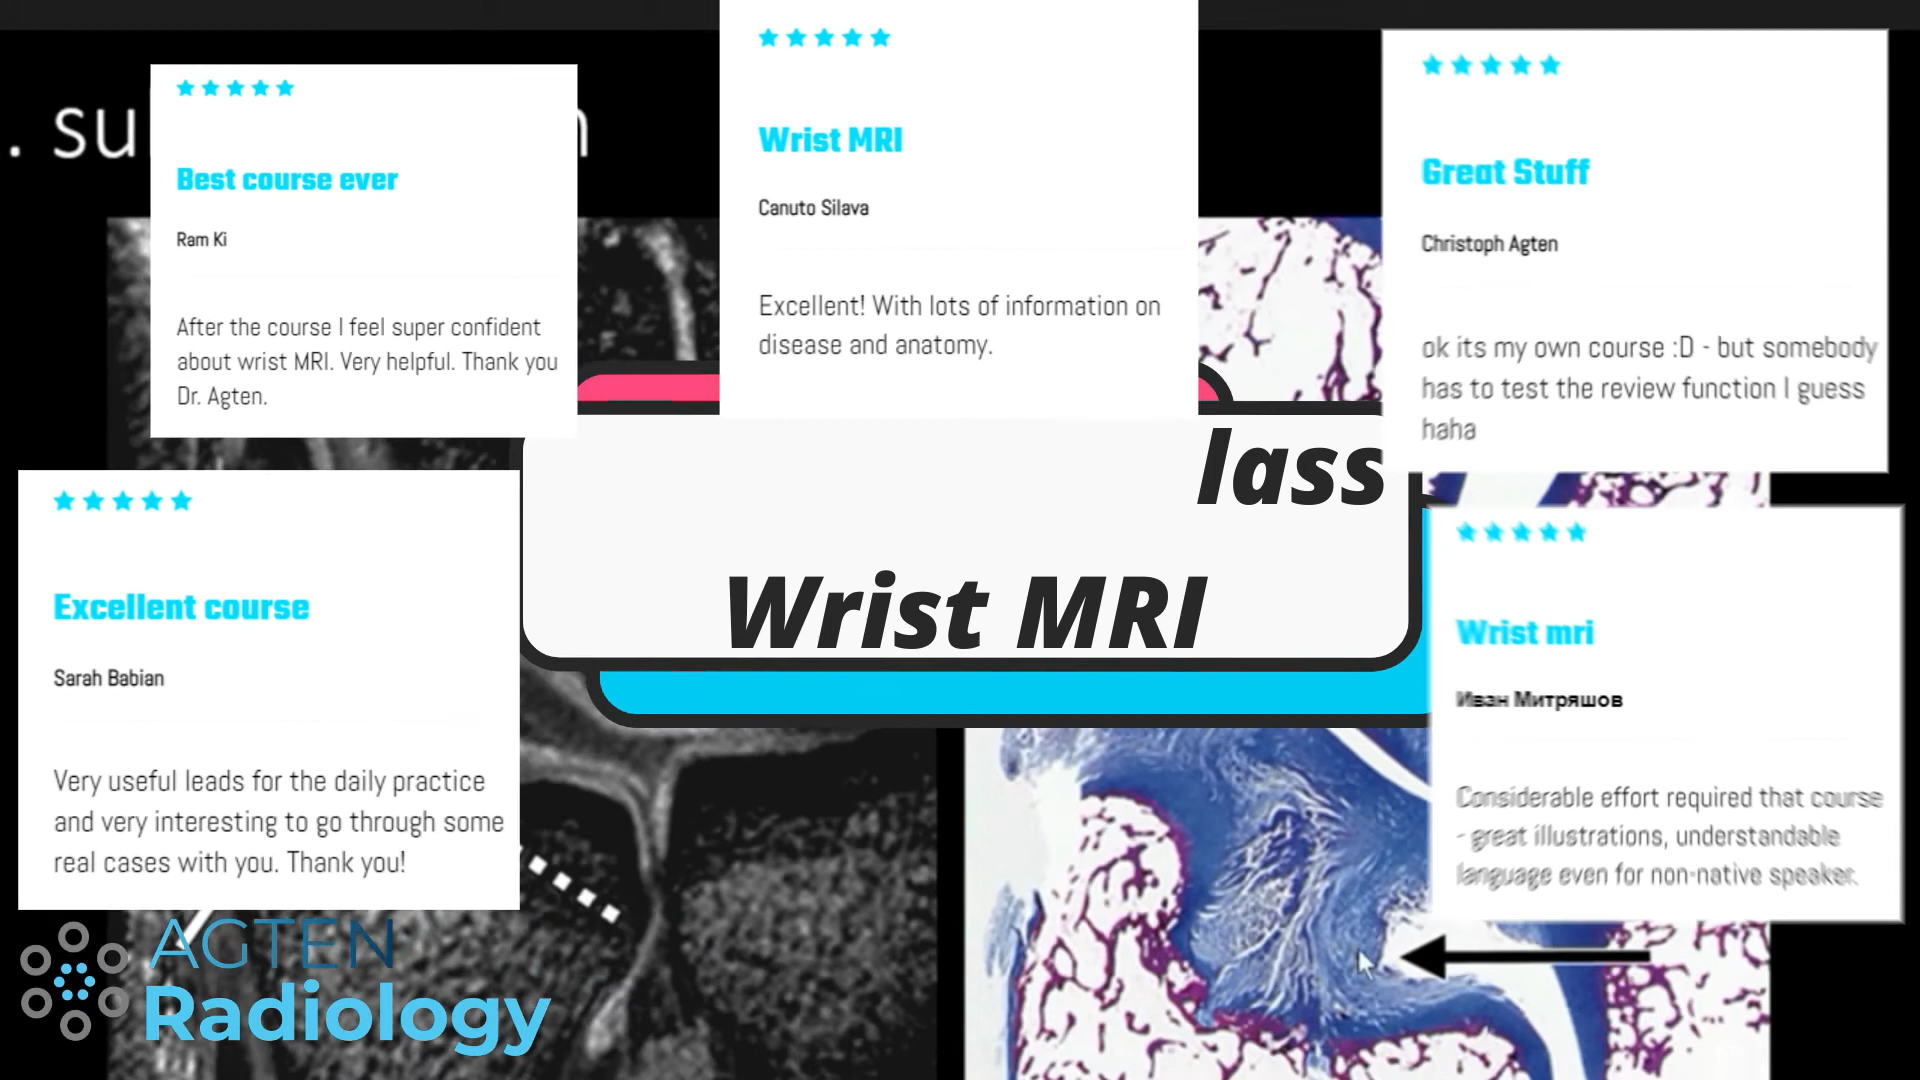 . su
Best course ever
Ram Ki
After the course I feel super confident
about wrist MRI. Very helpful. Thank you
Dr. Agten.
Wrist MRI
Canuto Silava
Excellent! With lots of information on
disease and anatomy.
Great Stuff
Christoph Agten
ok its my own course :D - but somebody
has to test the review function I guess
haha
lass
Wrist MRI
Excellent course
Sarah Babian
Very useful leads for the daily practice
and very interesting to go through some
real cases with you. Thank you!
Wrist mri
Иван Митряшов
Considerable effort required that course
- great illustrations, understandable
language even for non-native speaker.
AGTEN
Radiology